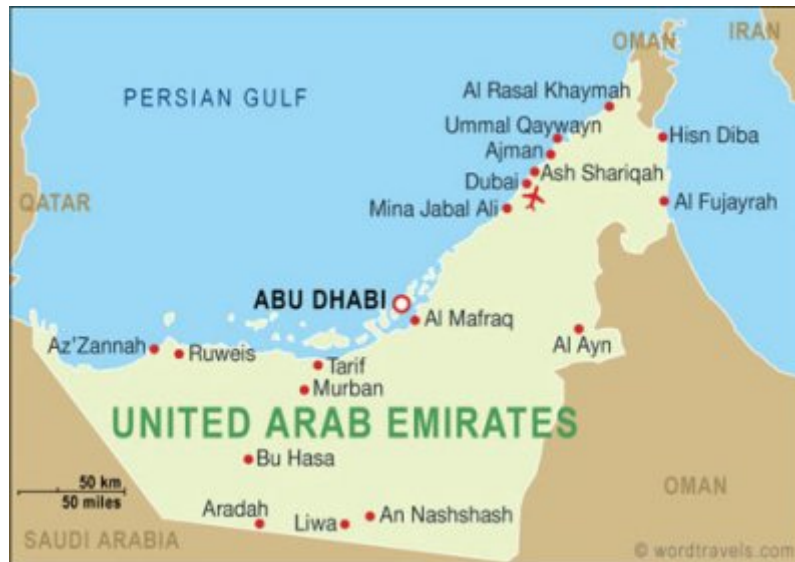 OMAN
IRAN
PERSIAN GULF
Al Rasal Khaymah
Ummal Qaywayn
Hisn Diba
Ajman
Ash Shariqah
Dubai
QATAR
Mina Jabal Ali
Al Fujayrah
ABU DHABI
Al Mafraq
Az'Zannah
Ruweis
Al Ayn
Tarif
Murban
UNITED ARAB EMIRATES
Bu Hasa
50 km
50 miles
OMAN
Aradah
Liwa
An Nashshash
SAUDI ARABIA
© wordtravels.com